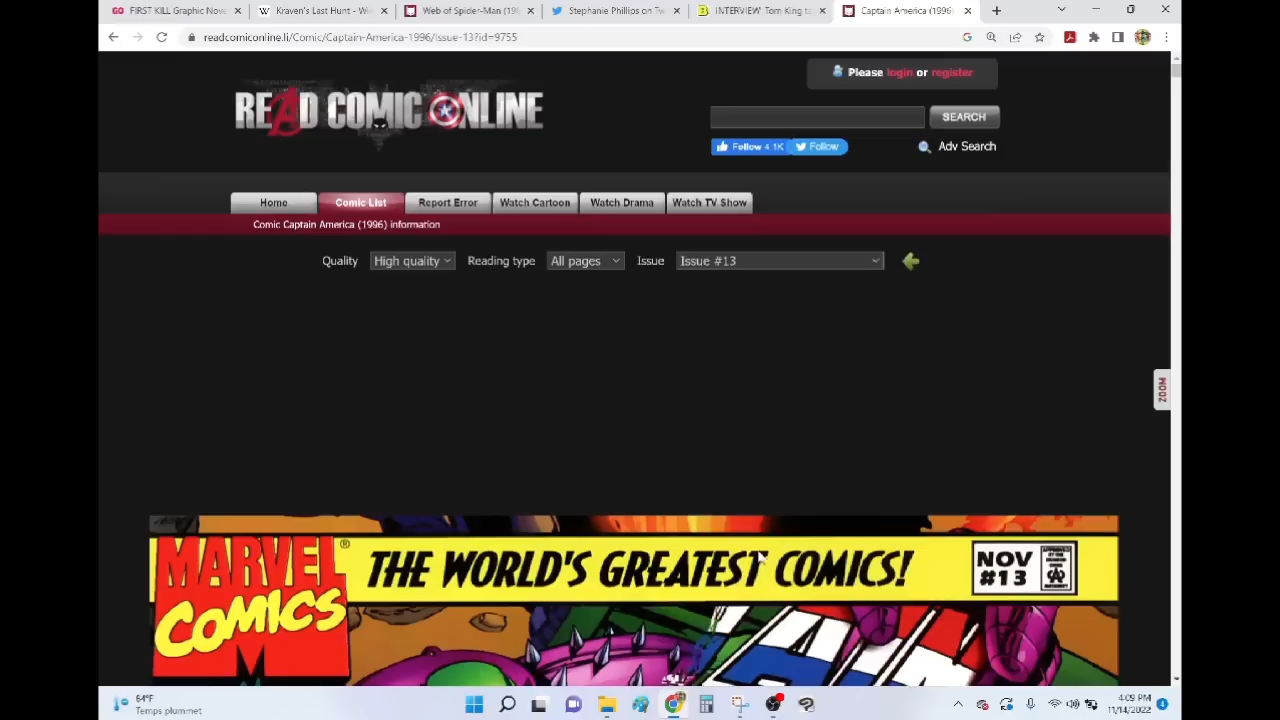 FIRST KILL Graphic Nove
Kraven's Last Hunt - Wi
Web of Spider-Man (19
Stephanie Phillips on Tw
INTERVIEW: Tom King ta
Captain America (1996)
readcomiconline.li/Comic/Captain-America-1996/Issue-13?id=9755
Please login or register
READ COMIC ONLINE
SEARCH
Follow 4.1K
Follow
Adv Search
Home
Comic List
Report Error
Watch Cartoon
Watch Drama
Watch TV Show
Comic Captain America (1996) information
Quality
High quality
Reading type
All pages
Issue
Issue #13
ZOOM
MARVEL
COMICS
®
THE WORLD'S GREATEST COMICS!
NOV
#13
64°F
Temps plummet
4:09 PM
11/14/2022
4